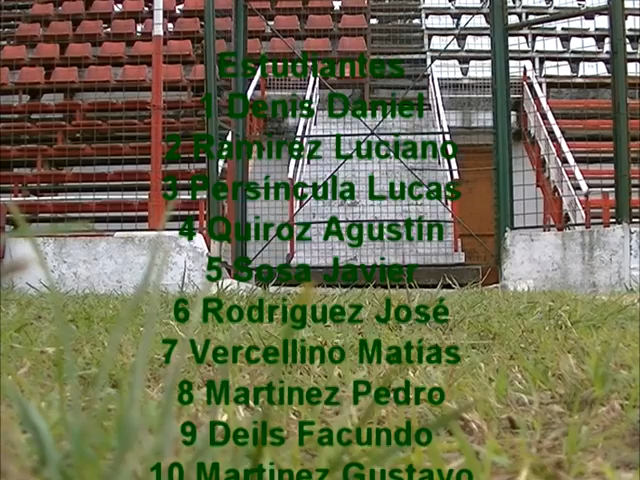 Estudiantes
1 Denis Daniel
2 Ramirez Luciano
3 Persíncula Lucas
4 Quiroz Agustín
5 Sosa Javier
6 Rodriguez José
7 Vercellino Matías
8 Martinez Pedro
9 Deils Facundo
10 Martinez Gustavo